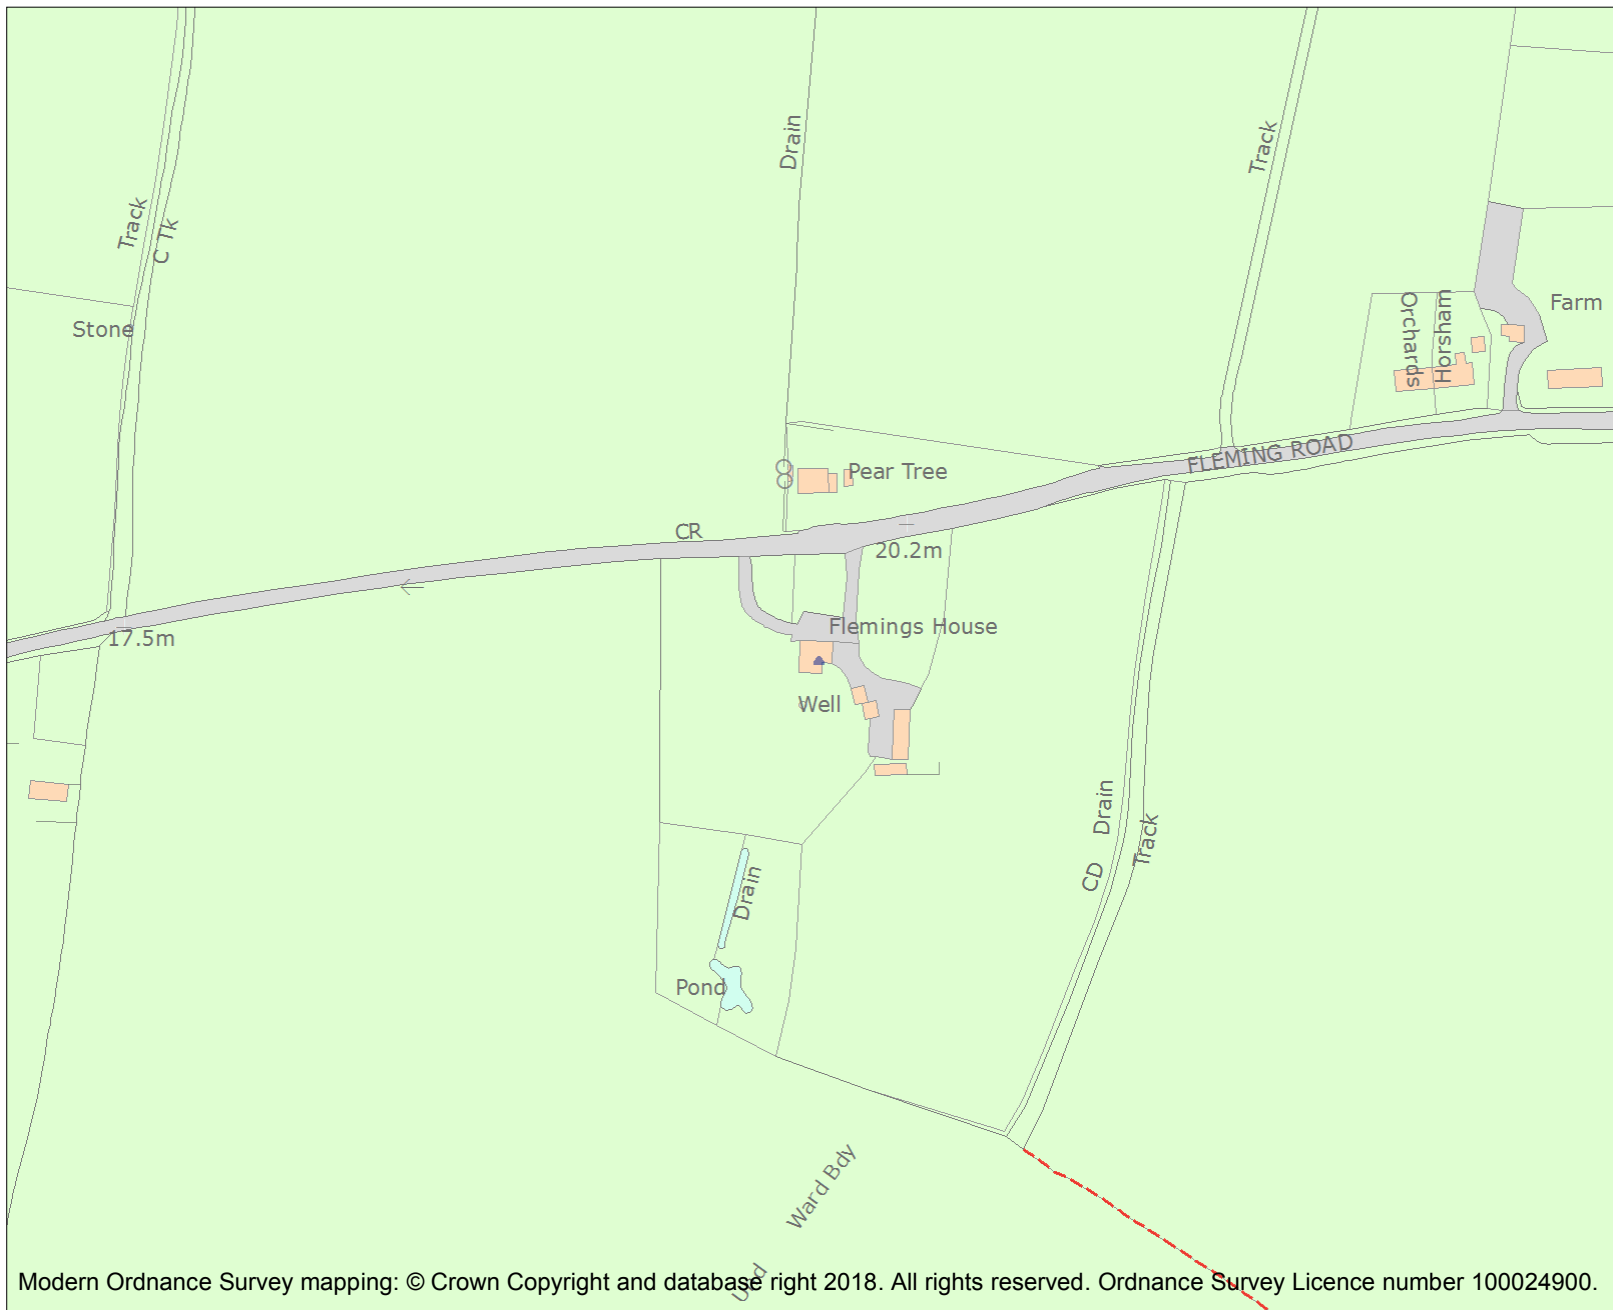 Drain
Track
Track
C Tk
Stone
Orchards
Horsham
Farm
FLEMING ROAD
Pear Tree
CR
20.2m
17.5m
Flemings House
Well
Drain
CD
Track
Drain
Pond
Ward Bdy
Und
Modern Ordnance Survey mapping: © Crown Copyright and database right 2018. All rights reserved. Ordnance Survey Licence number 100024900.